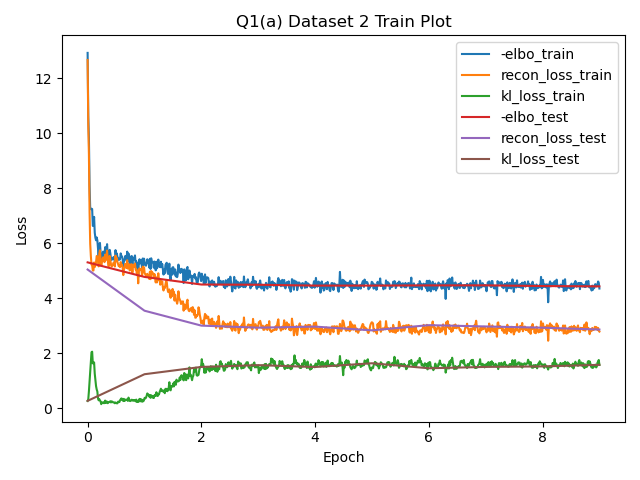 Q1(a) Dataset 2 Train Plot
-elbo_train
recon_loss_train
kl_loss_train
-elbo_test
recon_loss_test
kl_loss_test
Loss
12
10
8
6
4
2
0
0 2 4 6 8
Epoch